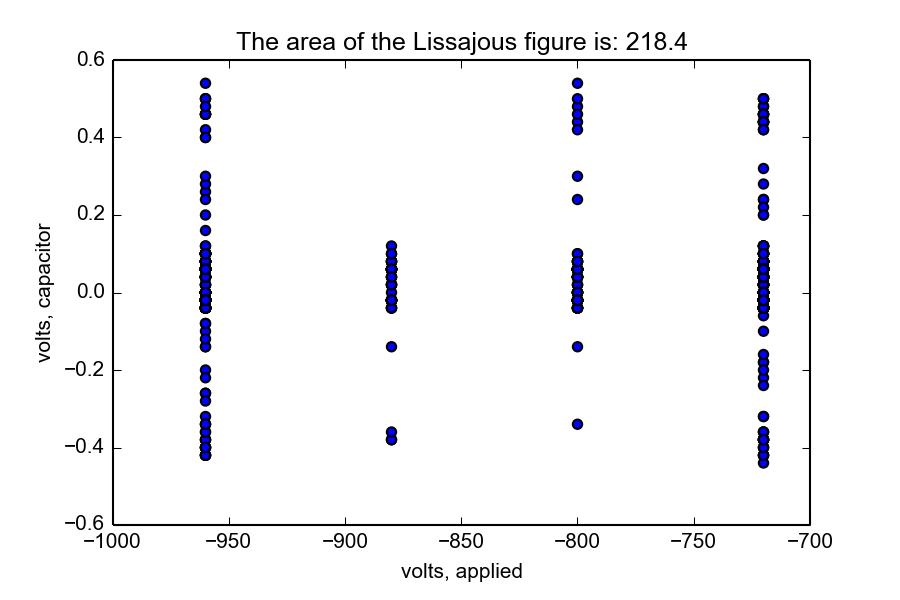 The area of the Lissajous figure is: 218.4
0.6
0.4
0.2
0.0
−0.2
−0.4
−0.6
−1000 −950 −900 −850 −800 −750 −700
volts, capacitor
volts, applied